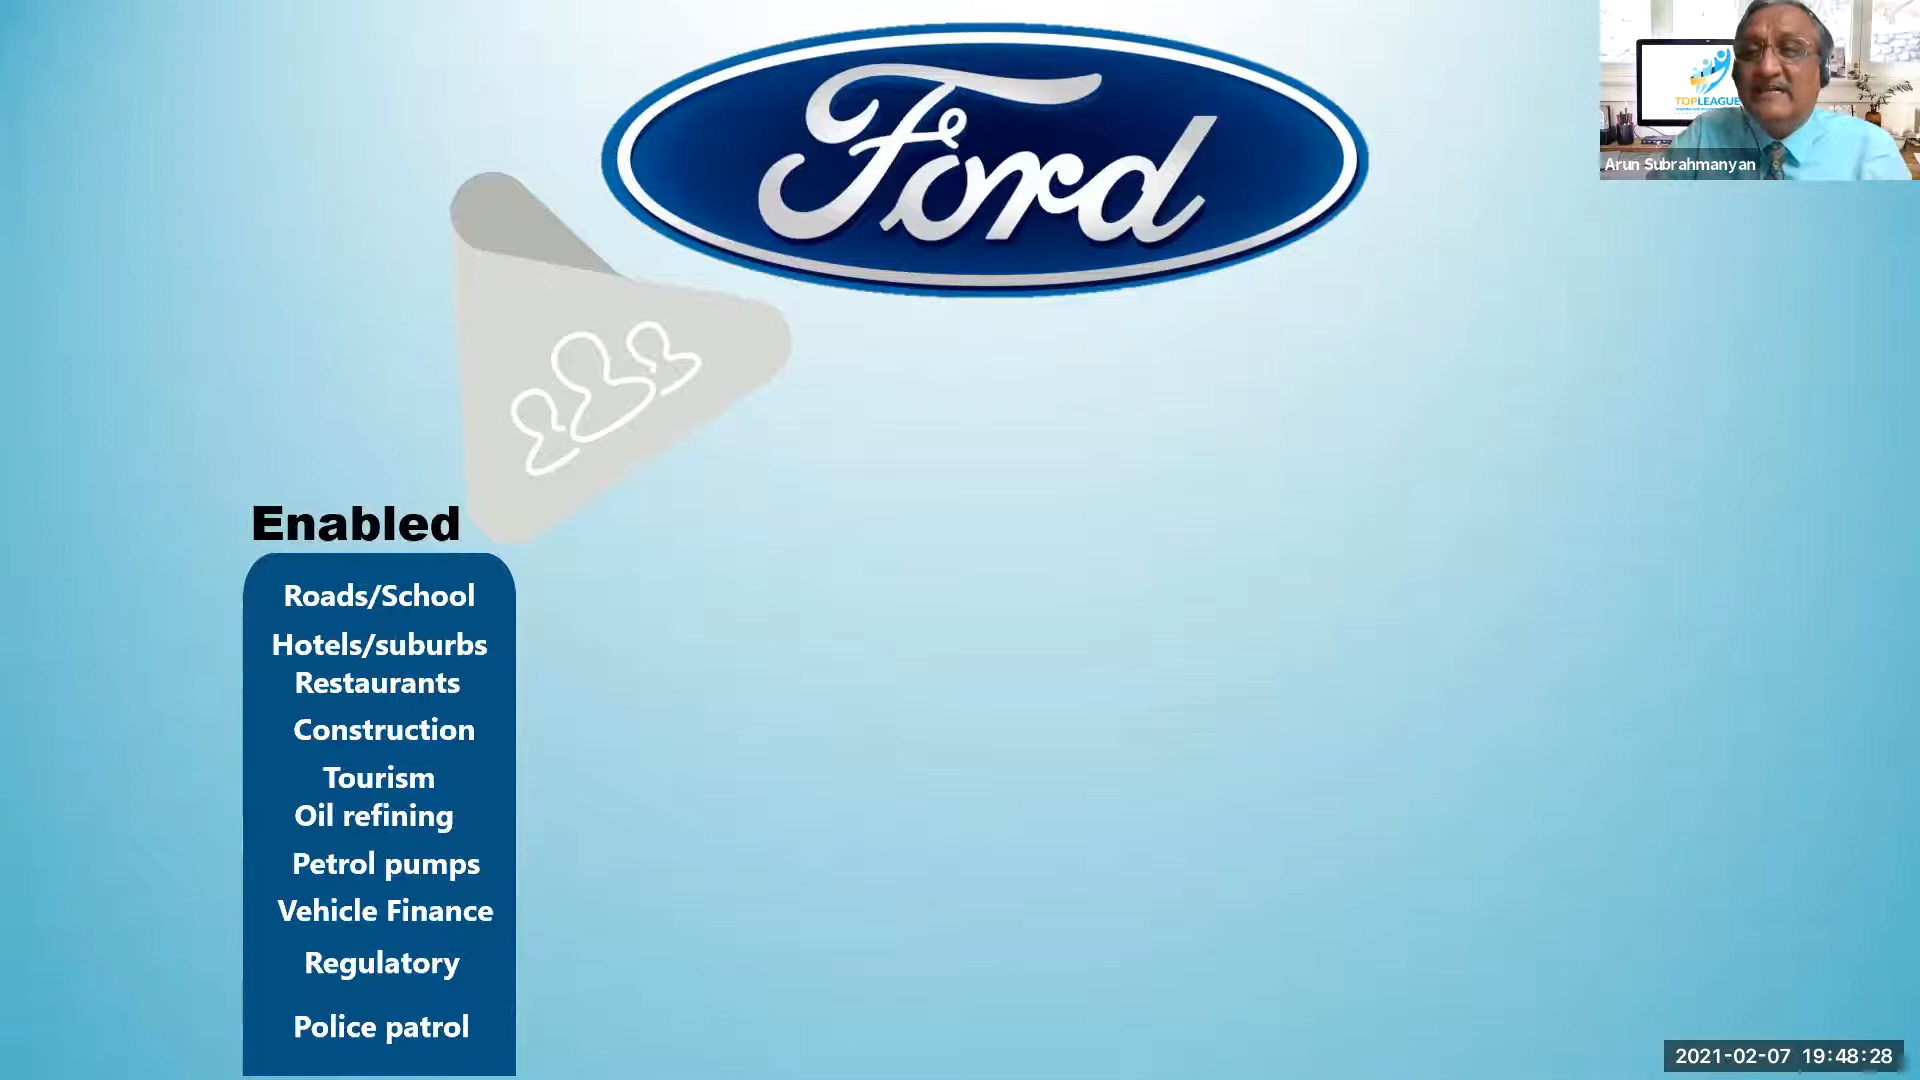 Ford
TOPLEAGUE
Arun Subrahmanyan
Enabled
Roads/School
Hotels/suburbs
Restaurants
Construction
Tourism
Oil refining
Petrol pumps
Vehicle Finance
Regulatory
Police patrol
2021-02-07 19:48:28